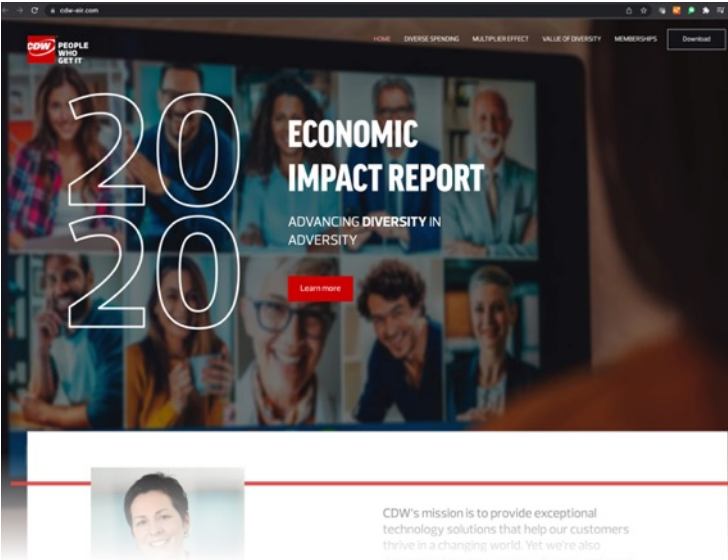 cdw-eir.com
CDW PEOPLE
WHO
GET IT
HOME DIVERSE SPENDING MULTIPLIER EFFECT VALUE OF DIVERSITY MEMBERSHIPS Download
20
20
ECONOMIC
IMPACT REPORT
ADVANCING DIVERSITY IN
ADVERSITY
Learn more
CDW's mission is to provide exceptional
technology solutions that help our customers
thrive in a changing world. Yet we're also